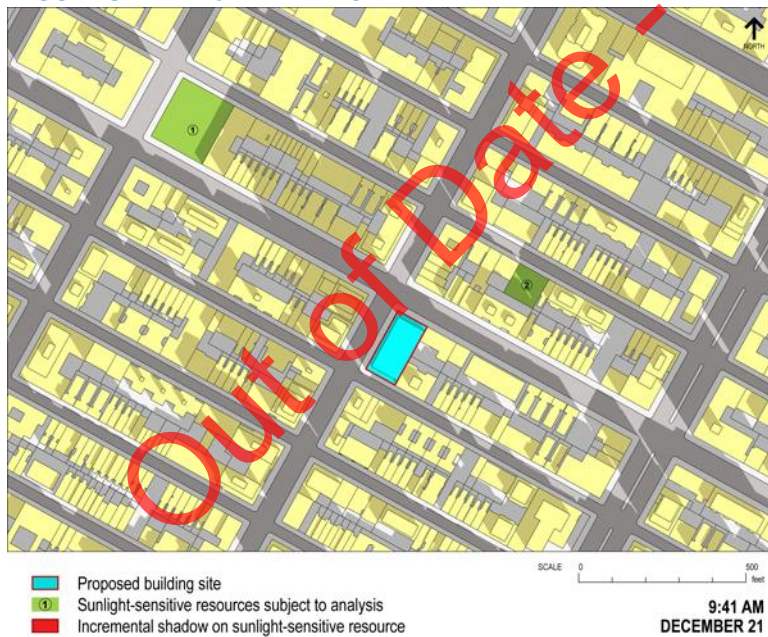 NORTH
①
②
Out of Date -
SCALE 0 500
feet
Proposed building site
① Sunlight-sensitive resources subject to analysis
Incremental shadow on sunlight-sensitive resource
9:41 AM
DECEMBER 21